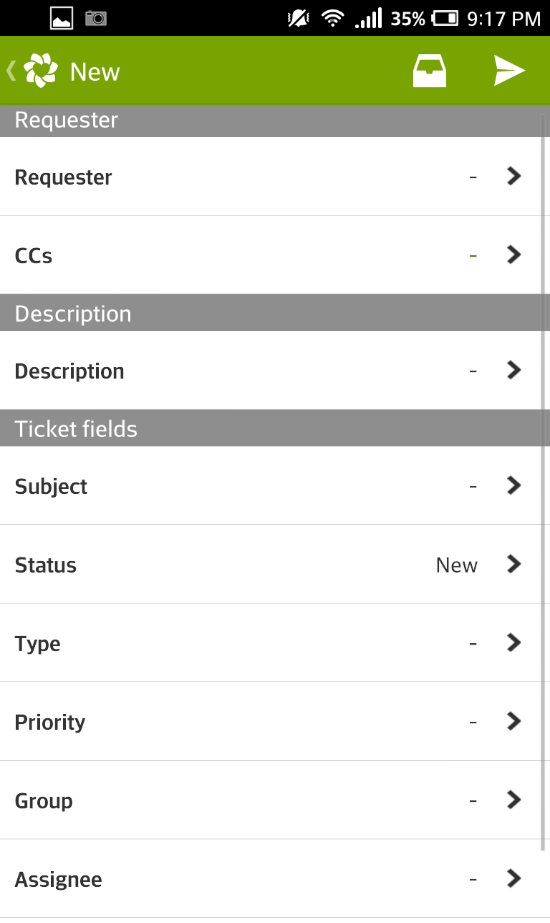 35% 9:17 PM
New
Requester
Requester -
CCs -
Description
Description -
Ticket fields
Subject -
Status New
Type -
Priority -
Group -
Assignee -